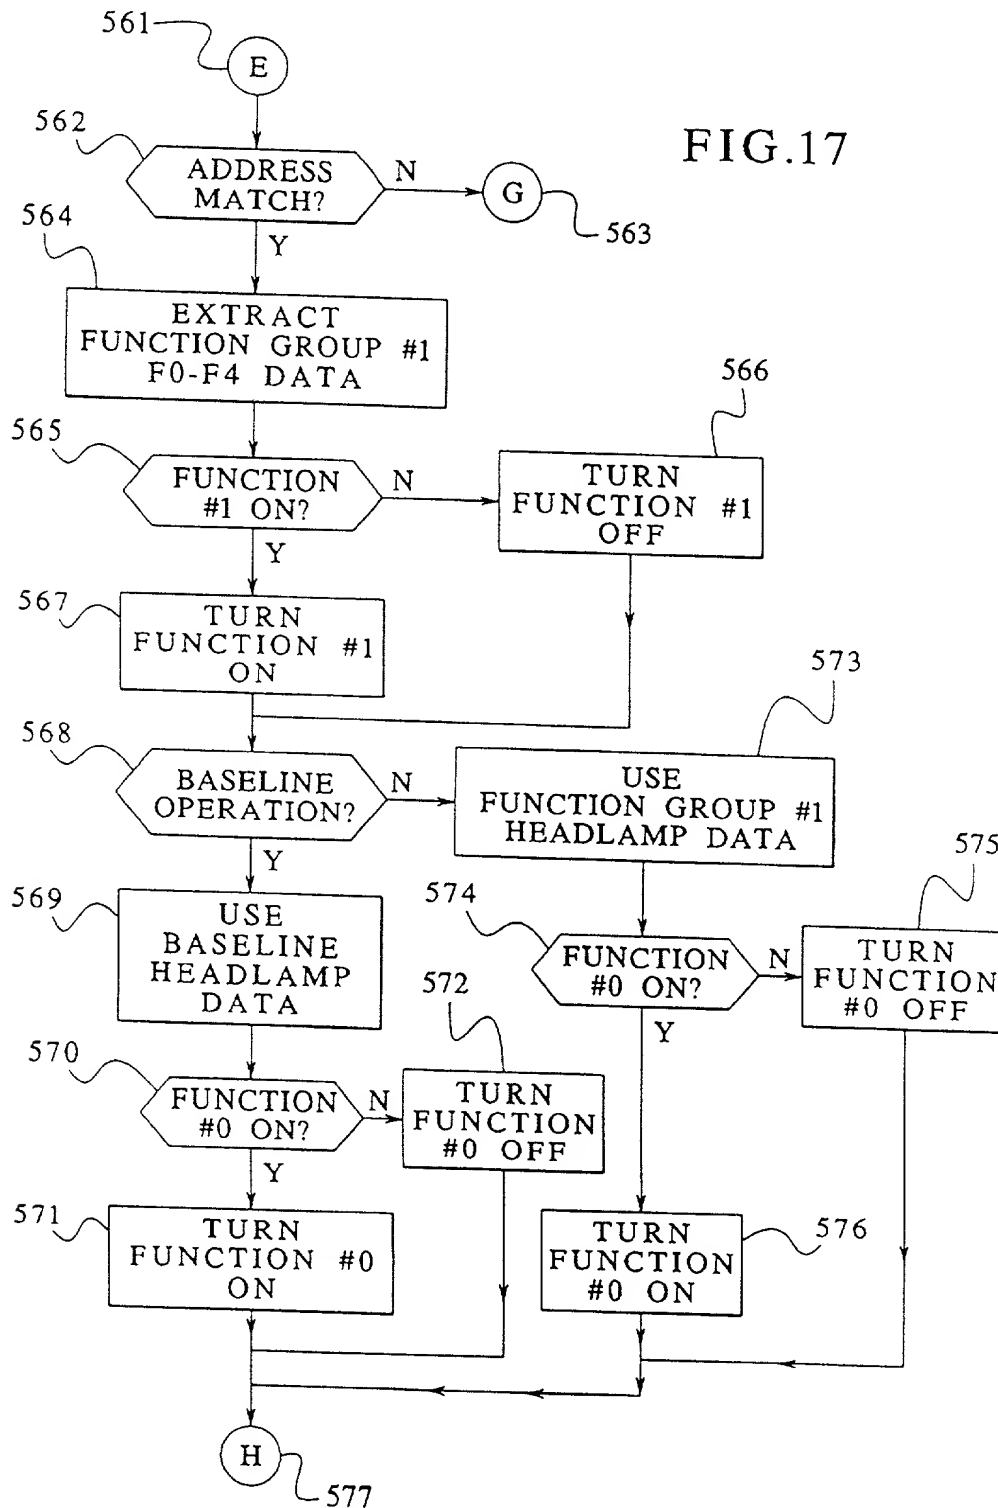 561
E
FIG.17
562
ADDRESS
MATCH?
N
G
563
564
Y
EXTRACT
FUNCTION GROUP #1
F0-F4 DATA
565
FUNCTION
#1 ON?
N
566
TURN
FUNCTION #1
OFF
Y
567
TURN
FUNCTION #1
ON
568
BASELINE
OPERATION?
N
573
USE
FUNCTION GROUP #1
HEADLAMP DATA
Y
569
USE
BASELINE
HEADLAMP
DATA
574
FUNCTION
#0 ON?
N
575
TURN
FUNCTION
#0 OFF
Y
570
FUNCTION
#0 ON?
N
572
TURN
FUNCTION
#0 OFF
Y
571
TURN
FUNCTION #0
ON
TURN
FUNCTION
#0 ON
576
H
577